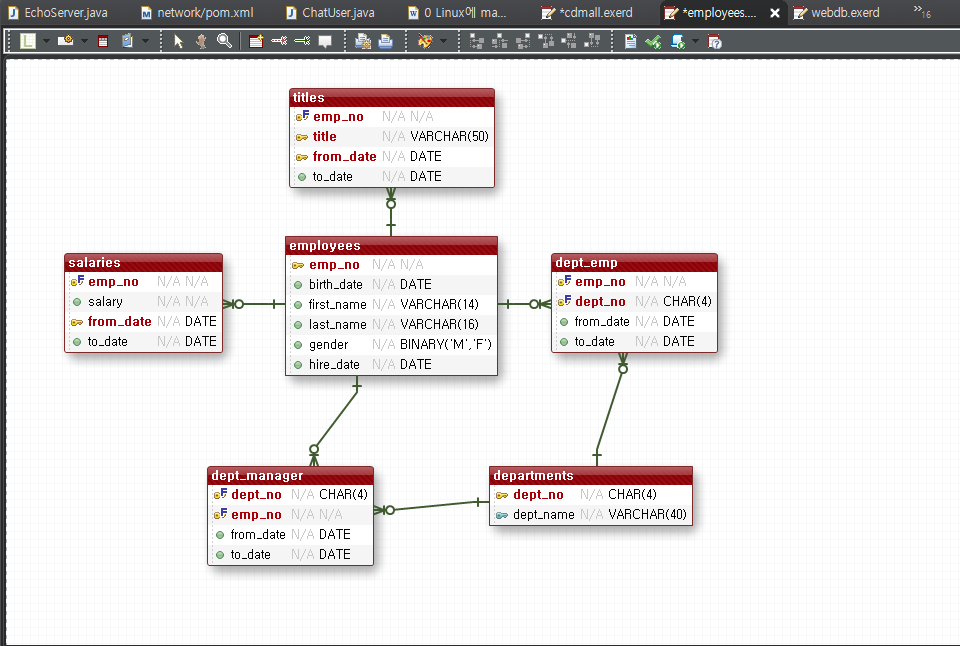 EchoServer.java
network/pom.xml
ChatUser.java
0 Linux에 ma...
*cdmall.exerd
*employees....
webdb.exerd
»16
titles
emp_no N/A N/A
title N/A VARCHAR(50)
from_date N/A DATE
to_date N/A DATE
employees
emp_no N/A N/A
birth_date N/A DATE
first_name N/A VARCHAR(14)
last_name N/A VARCHAR(16)
gender N/A BINARY('M','F')
hire_date N/A DATE
salaries
emp_no N/A N/A
salary N/A N/A
from_date N/A DATE
to_date N/A DATE
dept_emp
emp_no N/A N/A
dept_no N/A CHAR(4)
from_date N/A DATE
to_date N/A DATE
dept_manager
dept_no N/A CHAR(4)
emp_no N/A N/A
from_date N/A DATE
to_date N/A DATE
departments
dept_no N/A CHAR(4)
dept_name N/A VARCHAR(40)